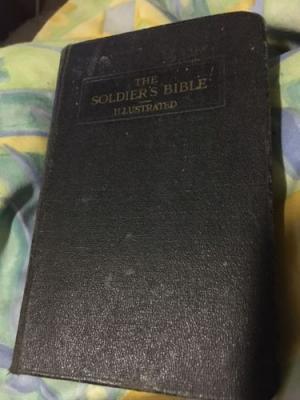 THE
SOLDIER'S BIBLE
ILLUSTRATED